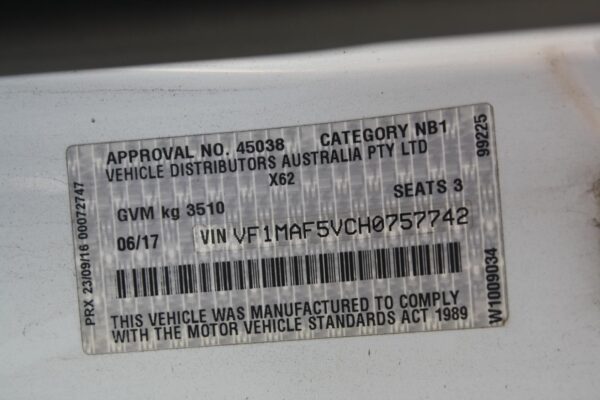 APPROVAL NO. 45038 CATEGORY NB1
VEHICLE DISTRIBUTORS AUSTRALIA PTY LTD
X62
GVM kg 3510 SEATS 3
06/17 VIN VF1MAF5VCH0757742
THIS VEHICLE WAS MANUFACTURED TO COMPLY
WITH THE MOTOR VEHICLE STANDARDS ACT 1989
PRX 23/09/16 00072747
99225
W1009034